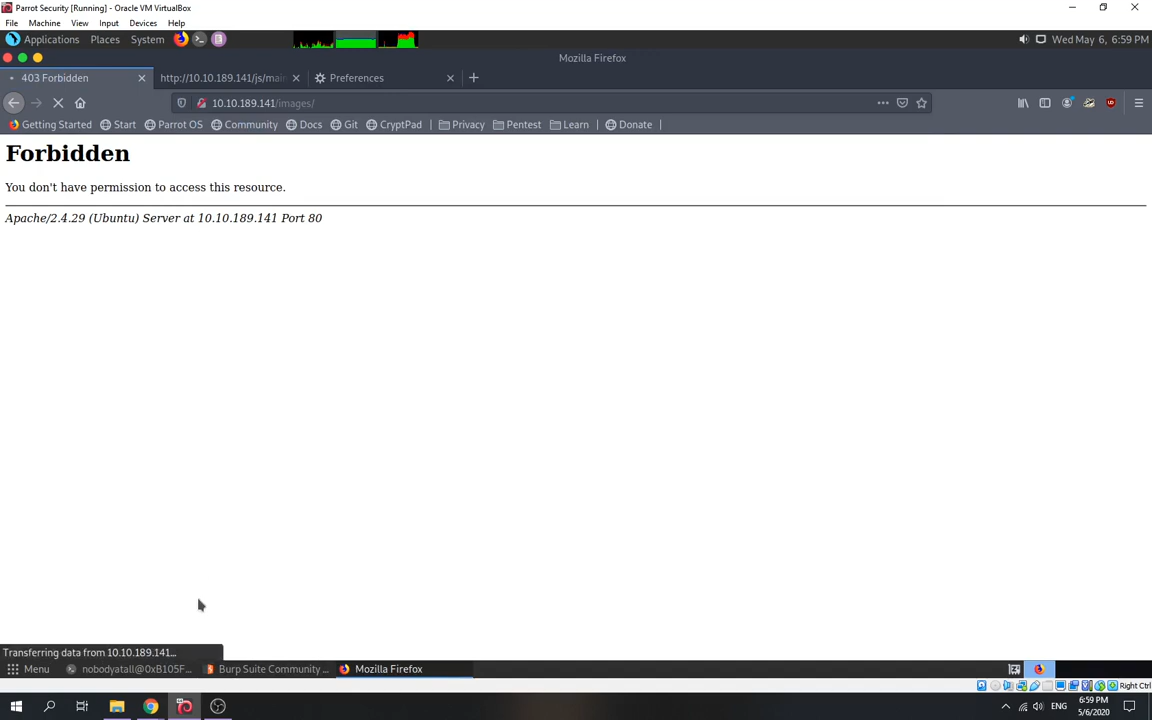 Parrot Security [Running] - Oracle VM VirtualBox
File Machine View Input Devices Help
Applications Places System Wed May 6, 6:59 PM
Mozilla Firefox
403 Forbidden http://10.10.189.141/js/main Preferences
10.10.189.141/images/
Getting Started Start Parrot OS Community Docs Git CryptPad Privacy Pentest Learn Donate
Forbidden
You don't have permission to access this resource.
Apache/2.4.29 (Ubuntu) Server at 10.10.189.141 Port 80
Transferring data from 10.10.189.141...
Menu nobodyatall@0xB105F... Burp Suite Community ... Mozilla Firefox
Right Ctrl
ENG 6:59 PM
5/6/2020